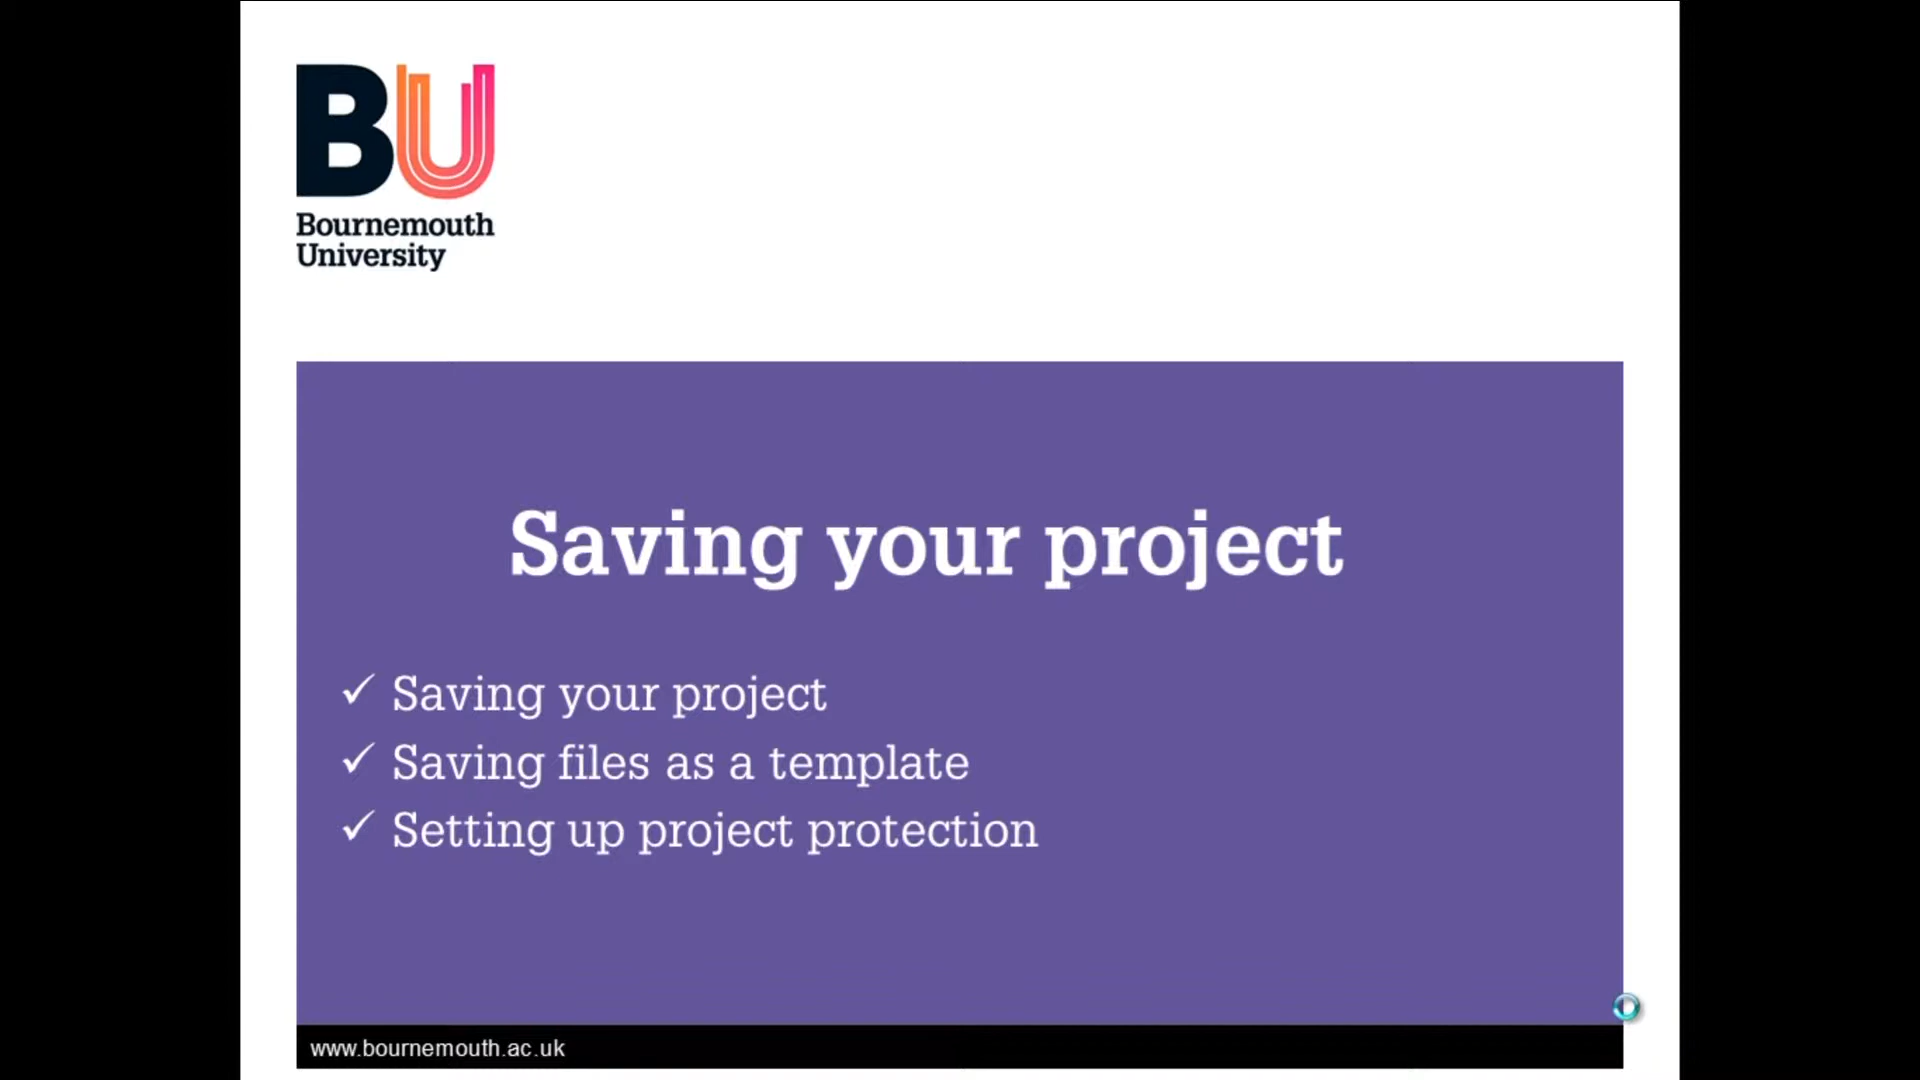 BU
Bournemouth
University
Saving your project
✓ Saving your project
✓ Saving files as a template
✓ Setting up project protection
www.bournemouth.ac.uk